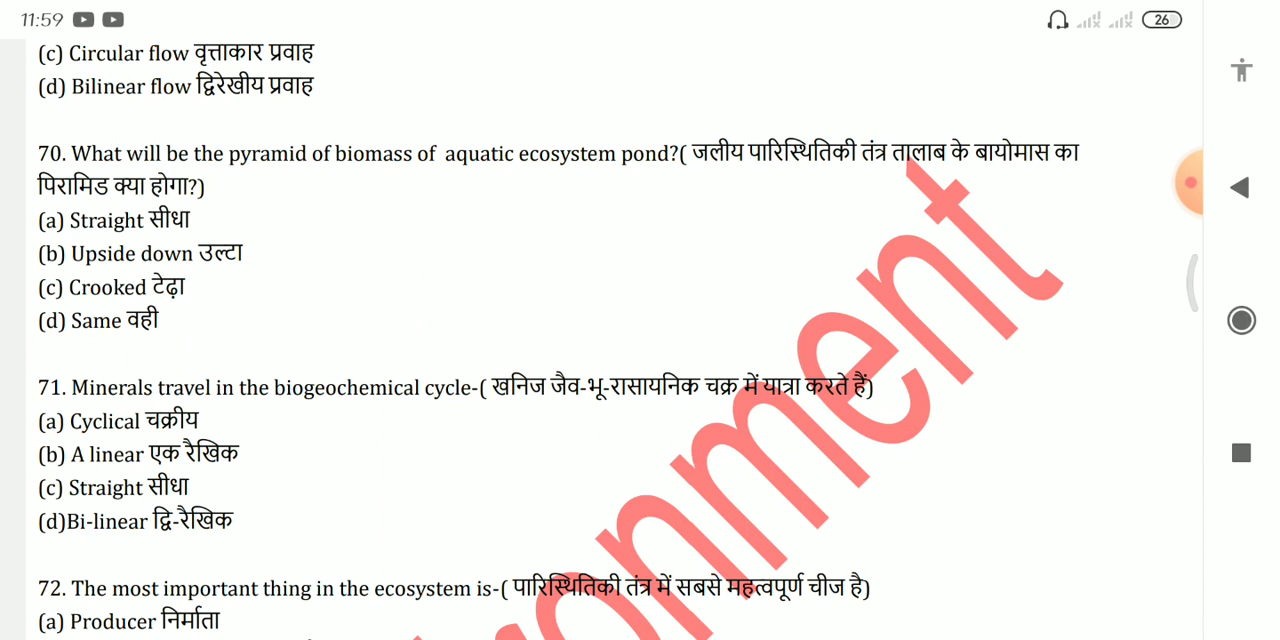 11:59
26
(c) Circular flow वृत्ताकार प्रवाह
(d) Bilinear flow द्विरेखीय प्रवाह
70. What will be the pyramid of biomass of aquatic ecosystem pond?( जलीय पारिस्थितिकी तंत्र तालाब के बायोमास का
पिरामिड क्या होगा?)
(a) Straight सीधा
(b) Upside down उल्टा
(c) Crooked टेढ़ा
(d) Same वही
71. Minerals travel in the biogeochemical cycle-( खनिज जैव-भू-रासायनिक चक्र में यात्रा करते हैं)
(a) Cyclical चक्रीय
(b) A linear एक रैखिक
(c) Straight सीधा
(d)Bi-linear द्वि-रैखिक
72. The most important thing in the ecosystem is-( पारिस्थितिकी तंत्र में सबसे महत्वपूर्ण चीज है)
(a) Producer निर्माता
onment